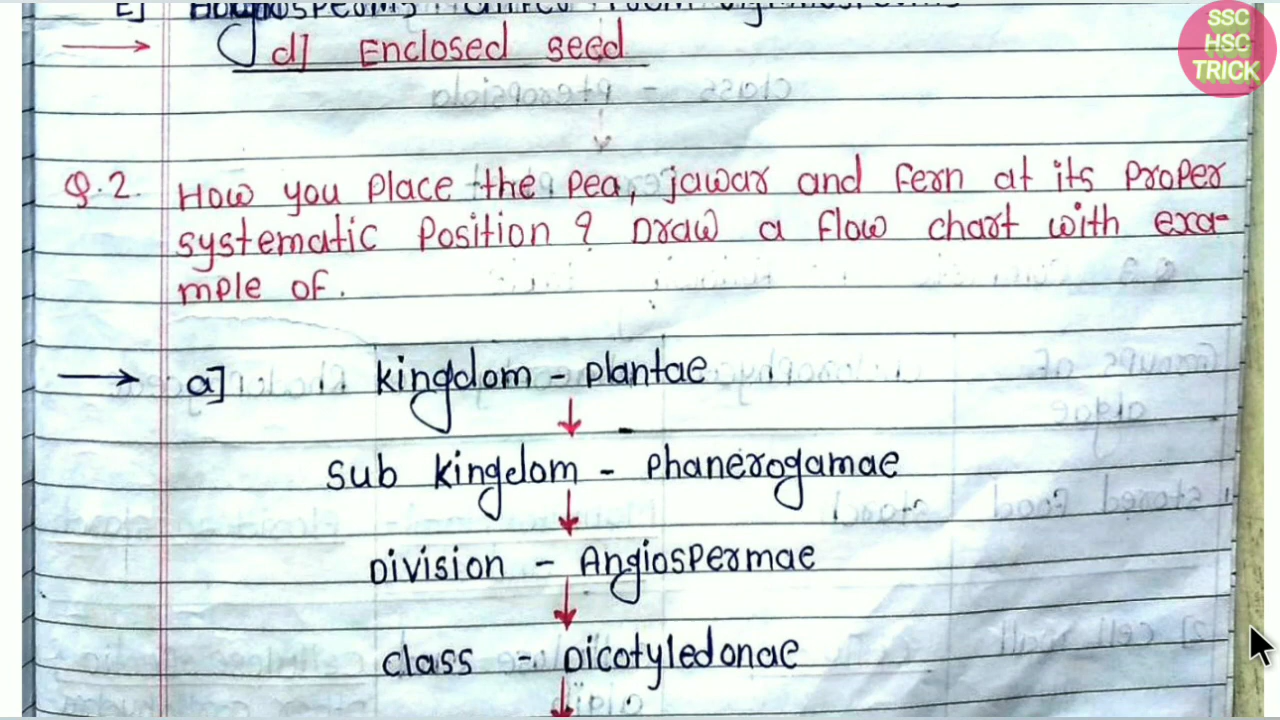 SSC
HSC
TRICK
d] Enclosed seed
Q.2. How you place the pea, jawar and fern at its proper
systematic position ? Draw a flow chart with exa-
mple of.
a] kingdom - plantae
sub kingdom - phanerogamae
Division - Angiospermae
class - Dicotyledonae